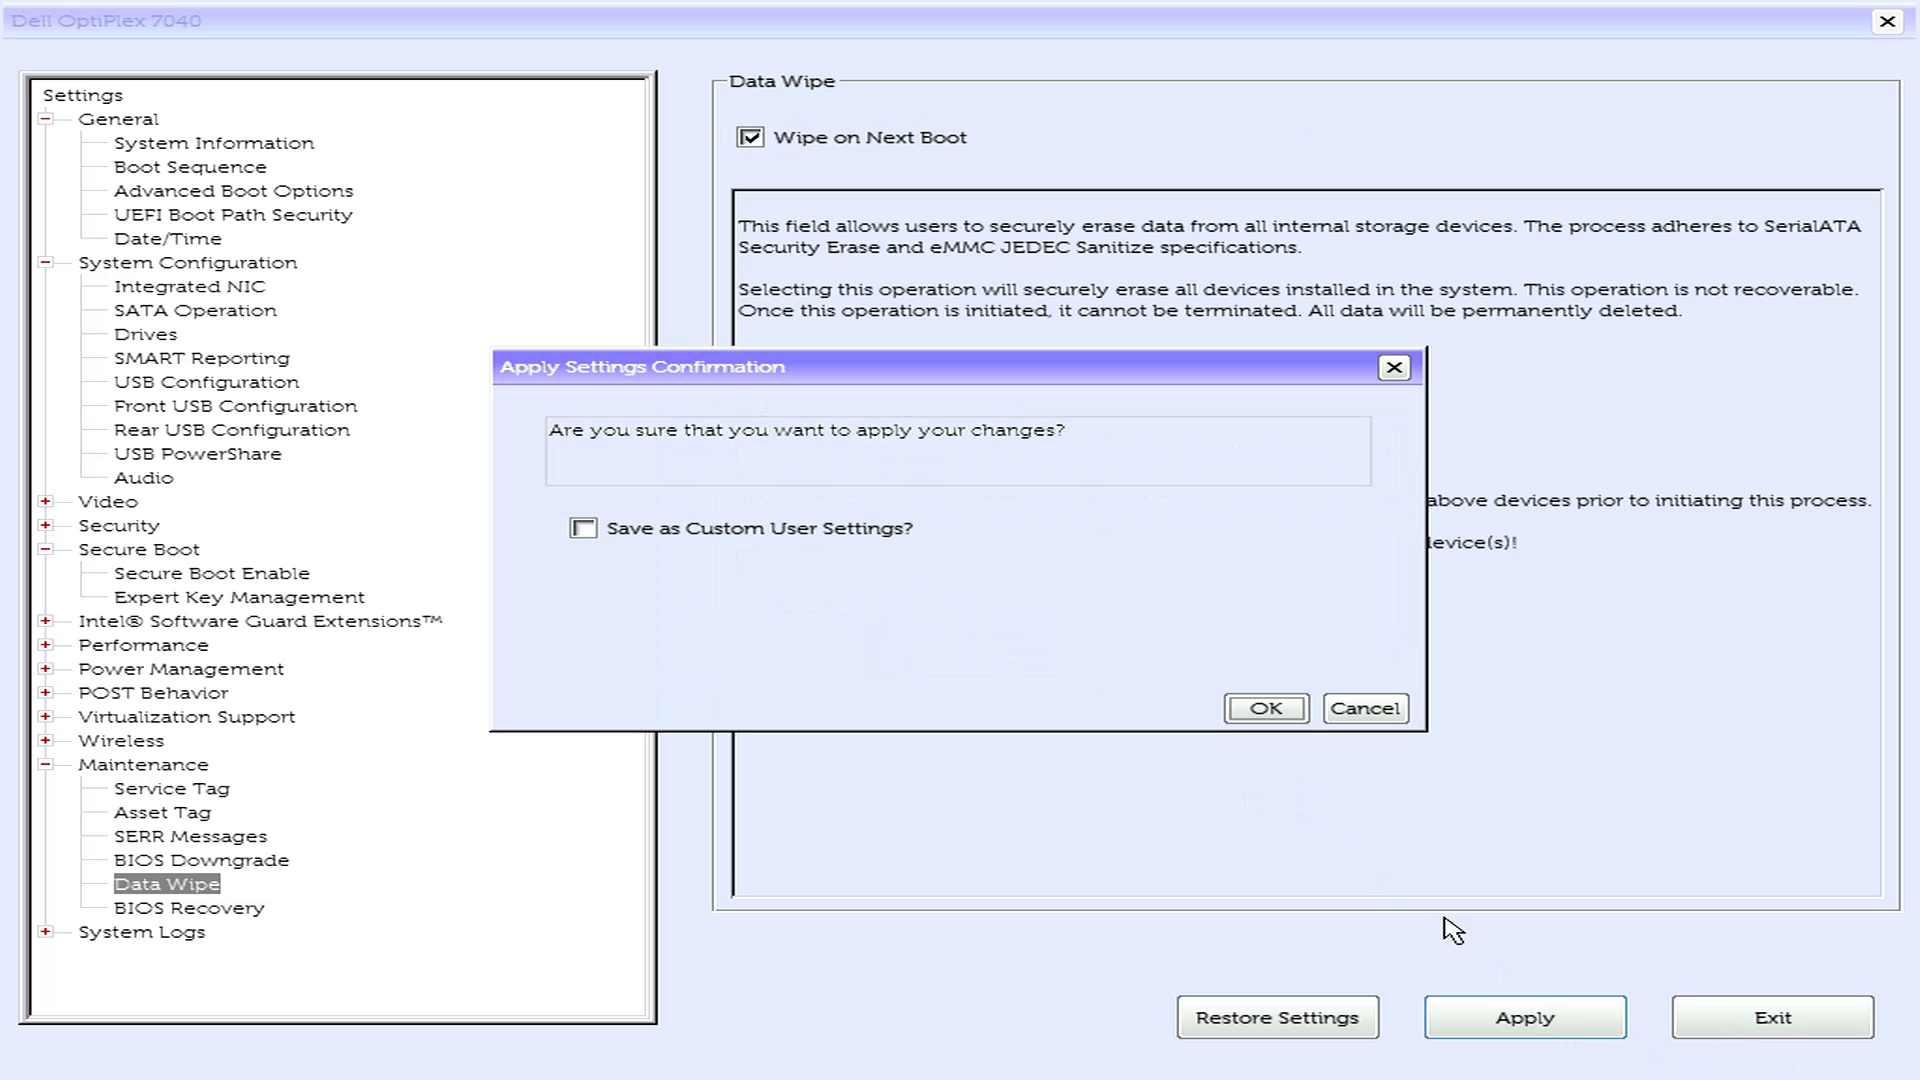 Dell OptiPlex 7040
Settings
General
System Information
Boot Sequence
Advanced Boot Options
UEFI Boot Path Security
Date/Time
System Configuration
Integrated NIC
SATA Operation
Drives
SMART Reporting
USB Configuration
Front USB Configuration
Rear USB Configuration
USB PowerShare
Audio
Video
Security
Secure Boot
Secure Boot Enable
Expert Key Management
Intel® Software Guard Extensions™
Performance
Power Management
POST Behavior
Virtualization Support
Wireless
Maintenance
Service Tag
Asset Tag
SERR Messages
BIOS Downgrade
Data Wipe
BIOS Recovery
System Logs
Data Wipe
Wipe on Next Boot
This field allows users to securely erase data from all internal storage devices. The process adheres to SerialATA
Security Erase and eMMC JEDEC Sanitize specifications.
Selecting this operation will securely erase all devices installed in the system. This operation is not recoverable.
Once this operation is initiated, it cannot be terminated. All data will be permanently deleted.
above devices prior to initiating this process.
device(s)!
Apply Settings Confirmation
Are you sure that you want to apply your changes?
Save as Custom User Settings?
OK
Cancel
Restore Settings
Apply
Exit